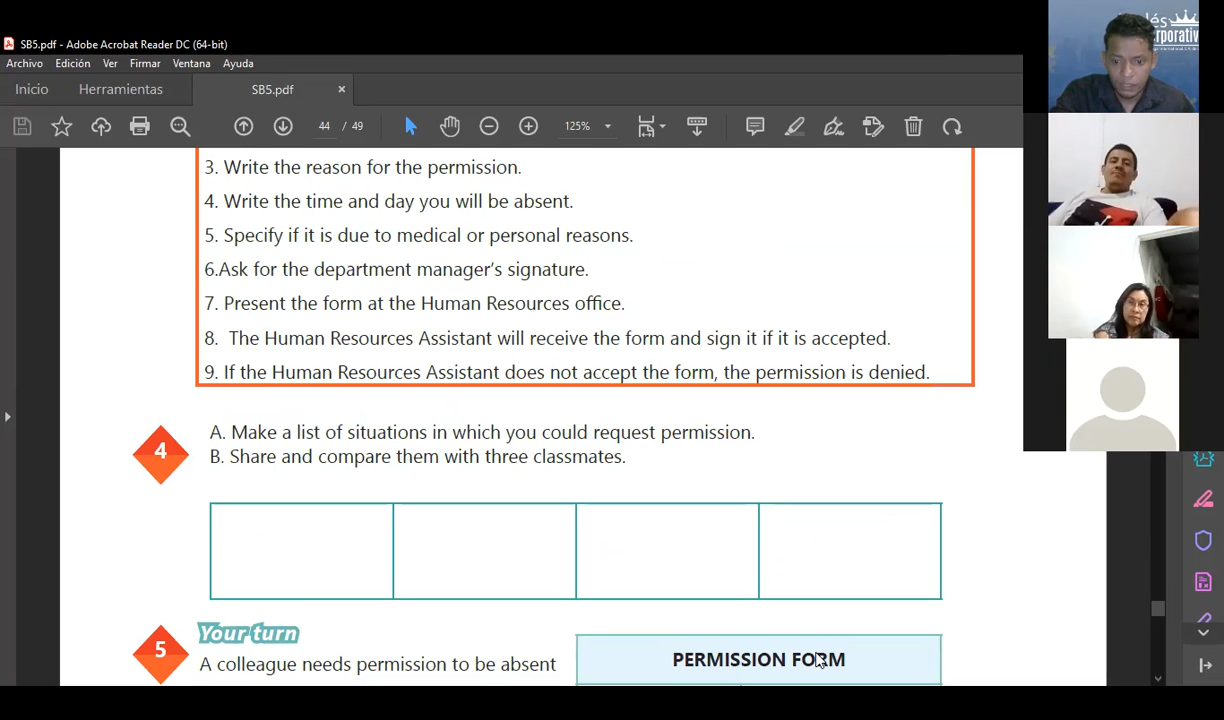 SB5.pdf - Adobe Acrobat Reader DC (64-bit)
Archivo Edición Ver Firmar Ventana Ayuda
Inicio Herramientas SB5.pdf ×
44 / 49 125%
3. Write the reason for the permission.
4. Write the time and day you will be absent.
5. Specify if it is due to medical or personal reasons.
6.Ask for the department manager's signature.
7. Present the form at the Human Resources office.
8. The Human Resources Assistant will receive the form and sign it if it is accepted.
9. If the Human Resources Assistant does not accept the form, the permission is denied.
4
A. Make a list of situations in which you could request permission.
B. Share and compare them with three classmates.
5
Your turn
A colleague needs permission to be absent
PERMISSION FORM